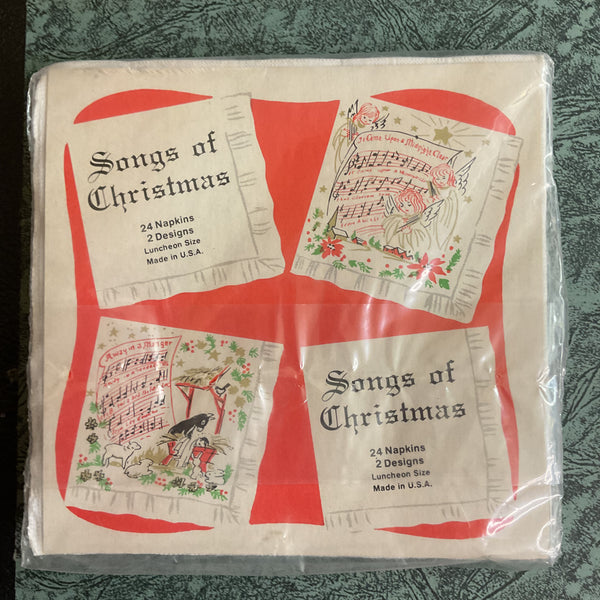 Songs of
Christmas
24 Napkins
2 Designs
Luncheon Size
Made in U.S.A.
It Came Upon a Midnight Clear
Away in a Manger
Songs of
Christmas
24 Napkins
2 Designs
Luncheon Size
Made in U.S.A.